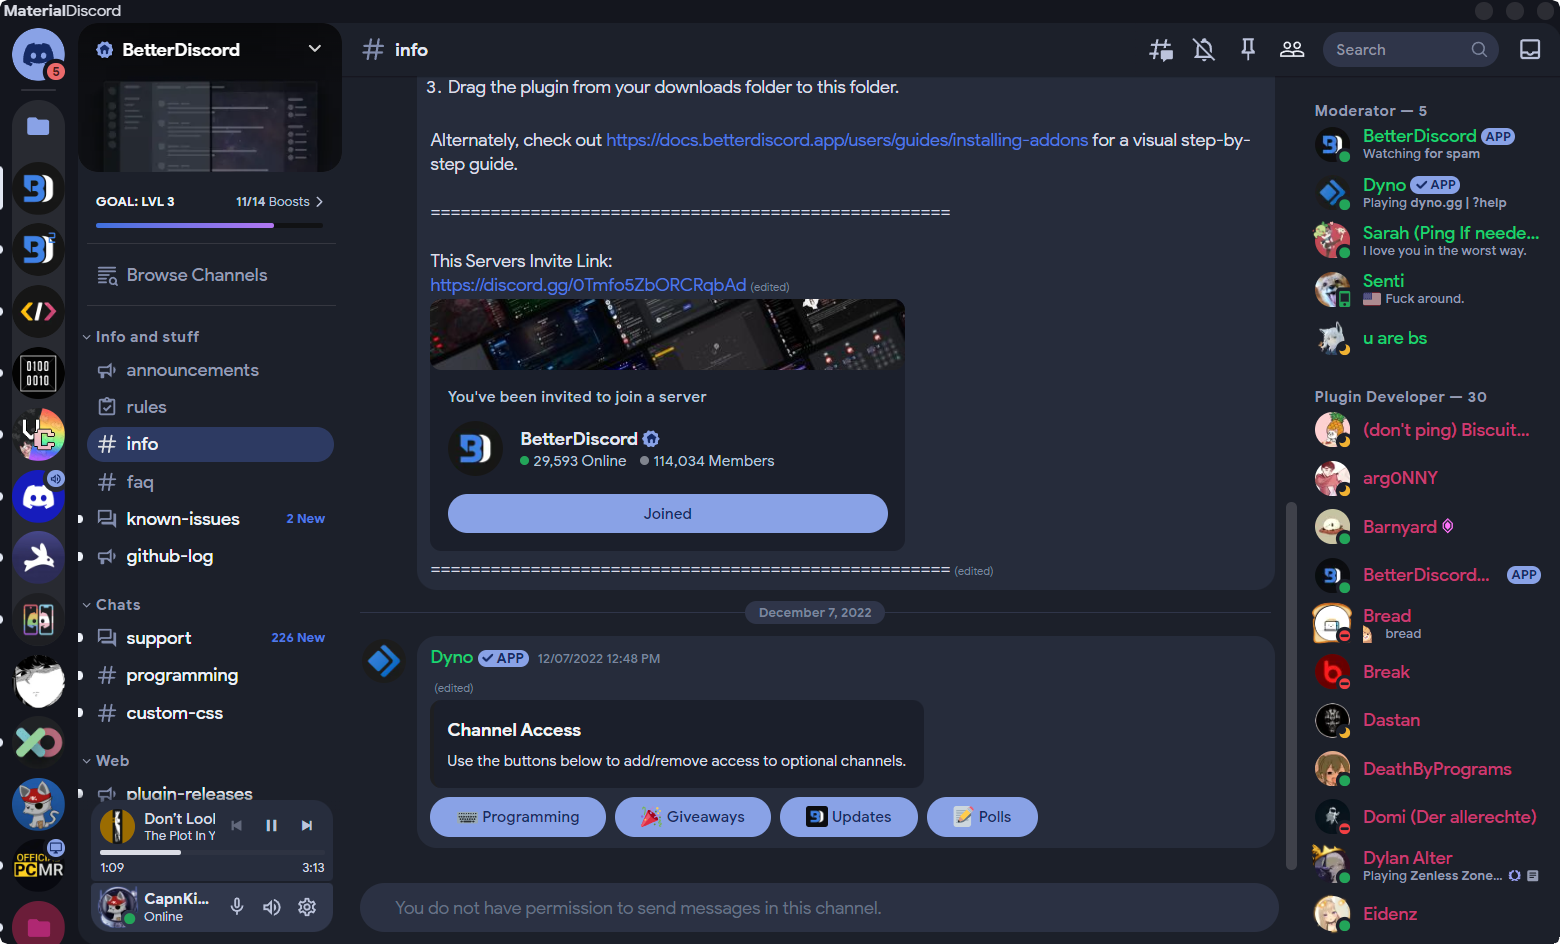 MaterialDiscord
5
BetterDiscord
GOAL: LVL 3
11/14 Boosts
Browse Channels
Info and stuff
announcements
rules
info
faq
known-issues
2 New
github-log
Chats
support
226 New
programming
custom-css
Web
plugin-releases
2
0100
0010
OFFICIAL
PCMR
Don't Lool
The Plot In Y
1:09
3:13
CapnKi...
Online
info
Search
3. Drag the plugin from your downloads folder to this folder.
Alternately, check out https://docs.betterdiscord.app/users/guides/installing-addons for a visual step-by-
step guide.
====================================================
This Servers Invite Link:
https://discord.gg/0Tmfo5ZbORCRqbAd (edited)
You've been invited to join a server
BetterDiscord
29,593 Online
114,034 Members
Joined
==================================================== (edited)
December 7, 2022
Dyno APP 12/07/2022 12:48 PM
(edited)
Channel Access
Use the buttons below to add/remove access to optional channels.
Programming
Giveaways
Updates
Polls
You do not have permission to send messages in this channel.
Moderator — 5
BetterDiscord APP
Watching for spam
Dyno APP
Playing dyno.gg | ?help
Sarah (Ping If neede...
I love you in the worst way.
Senti
Fuck around.
u are bs
Plugin Developer — 30
(don't ping) Biscuit...
arg0NNY
Barnyard
BetterDiscord... APP
Bread
bread
Break
Dastan
DeathByPrograms
Domi (Der allerechte)
Dylan Alter
Playing Zenless Zone...
Eidenz